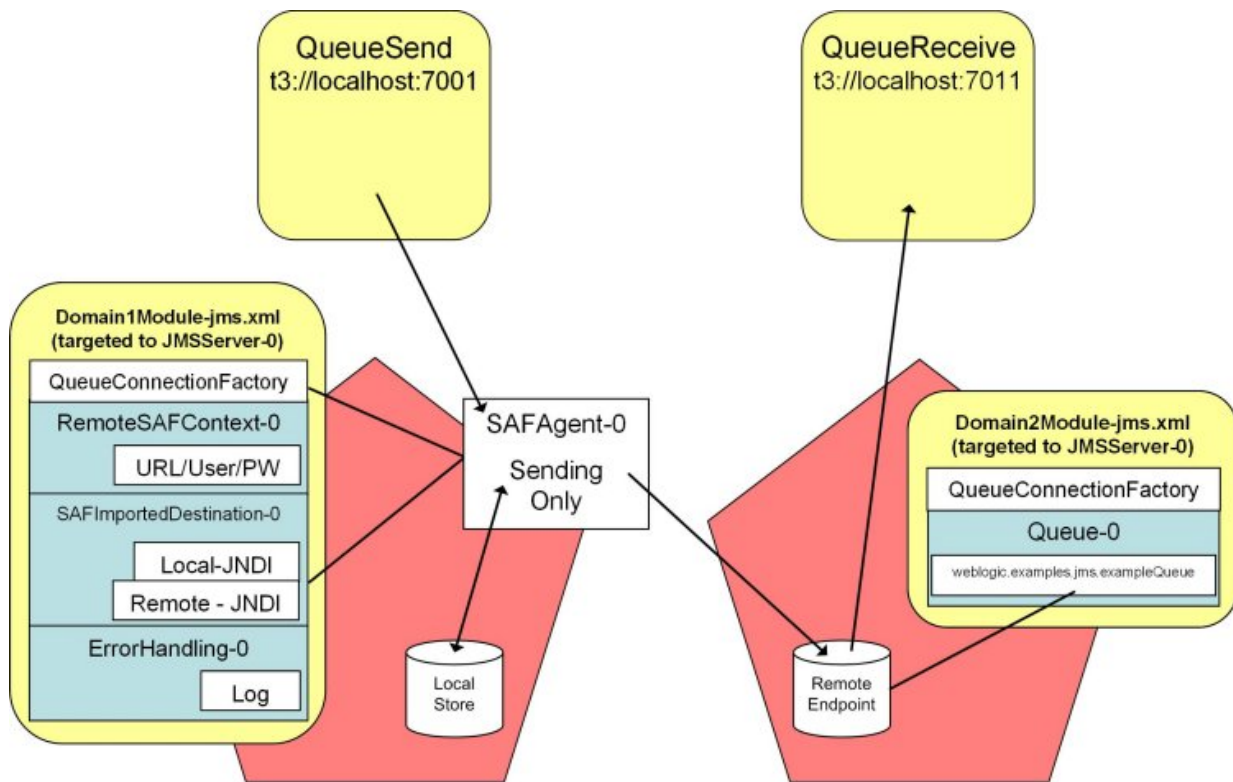 QueueSend
t3://localhost:7001
QueueReceive
t3://localhost:7011
Domain1Module-jms.xml
(targeted to JMSServer-0)
QueueConnectionFactory
RemoteSAFContext-0
URL/User/PW
SAFImportedDestination-0
Local-JNDI
Remote - JNDI
ErrorHandling-0
Log
SAFAgent-0
Sending
Only
Local
Store
Remote
Endpoint
Domain2Module-jms.xml
(targeted to JMSServer-0)
QueueConnectionFactory
Queue-0
weblogic.examples.jms.exampleQueue